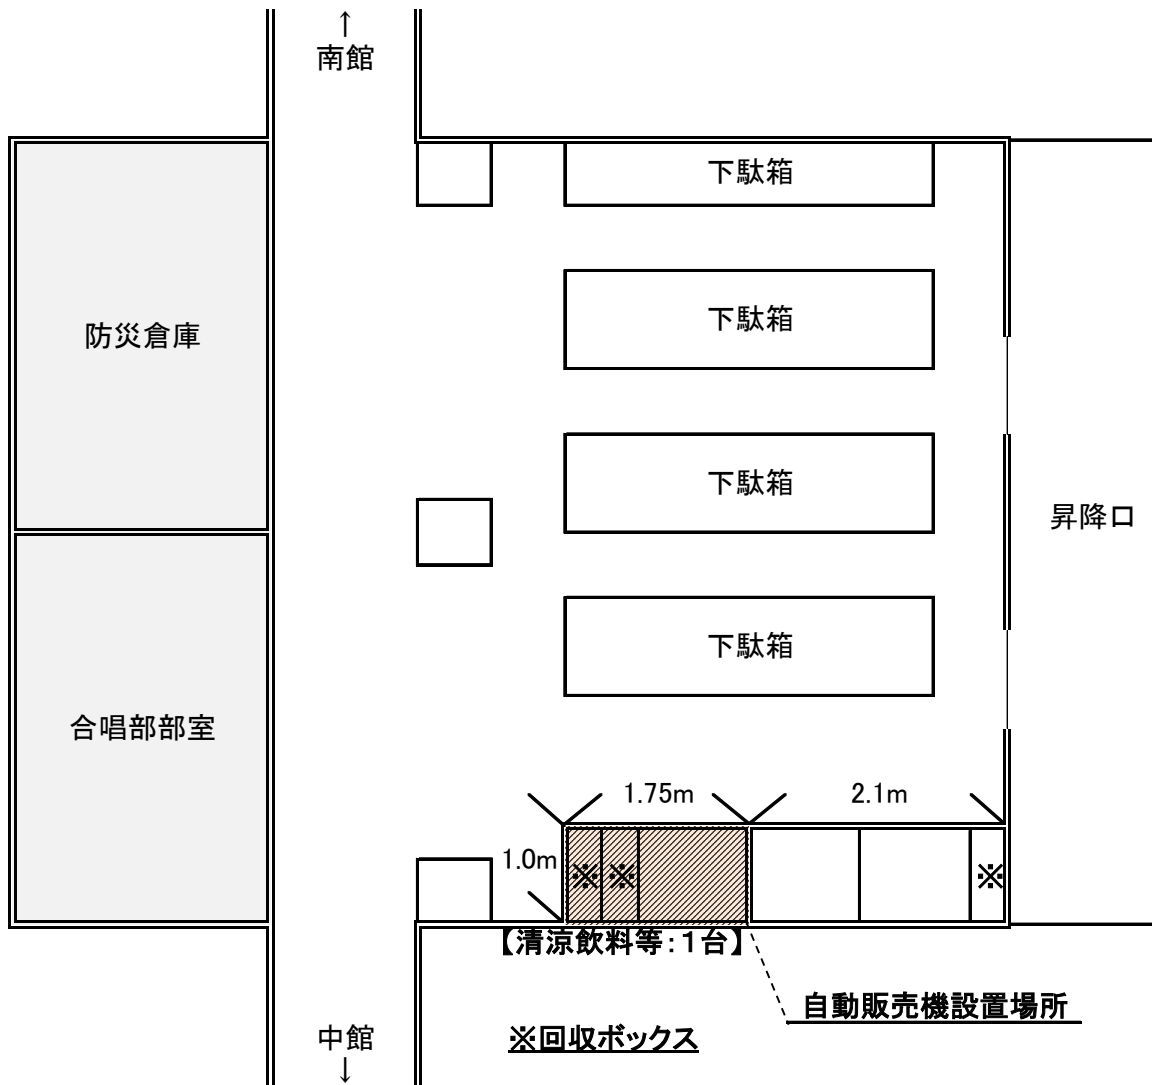 ↑
南館
下駄箱
下駄箱
防災倉庫
下駄箱
昇降口
下駄箱
合唱部部室
1.75m
2.1m
1.0m
※
※
※
【清涼飲料等：１台】
自動販売機設置場所
※回収ボックス
中館
↓